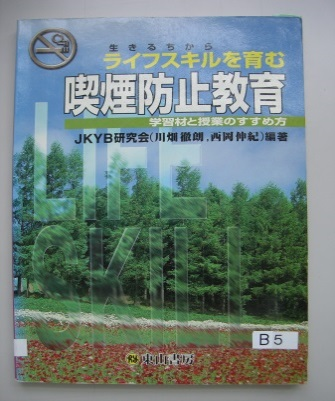 生きるちから
ライフスキルを育む
喫煙防止教育
学習材と授業のすすめ方
JKYB研究会(川畑徹朗、西岡伸紀)編著
LIFE
SKILL
B5
東山書房